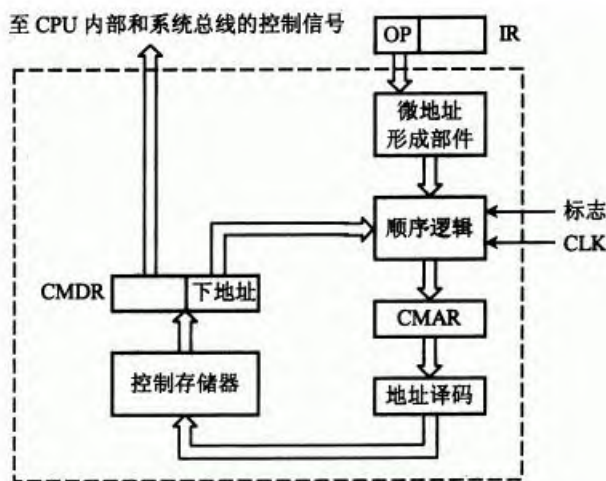 至 CPU 内部和系统总线的控制信号
OP
IR
微地址
形成部件
顺序逻辑
标志
CLK
CMDR
下地址
CMAR
控制存储器
地址译码